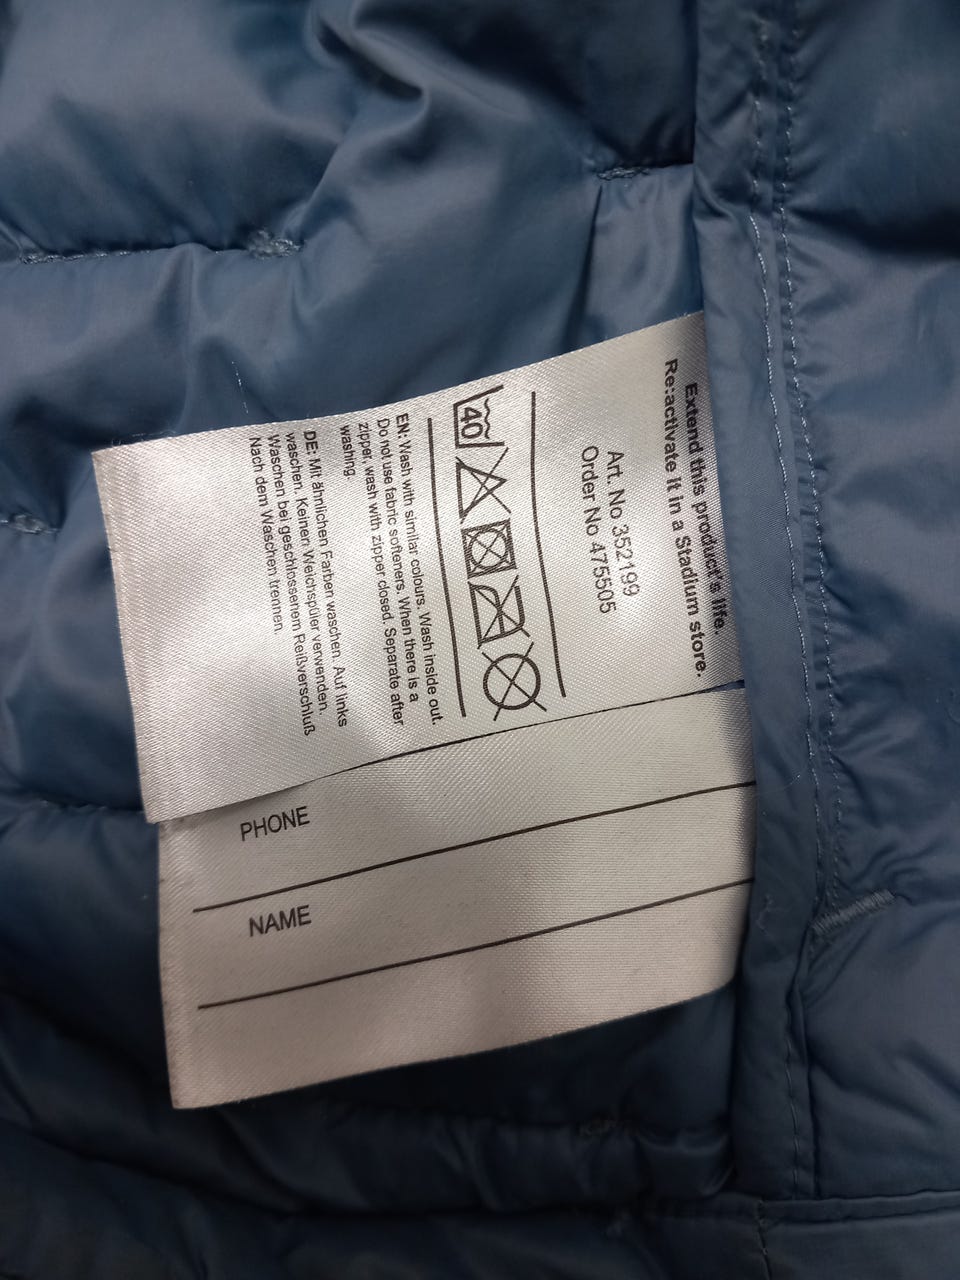 Extend this product's life.
Re:activate it in a Stadium store.
Art. No 352199
Order No 475505
40
EN: Wash with similar colours. Wash inside out.
Do not use fabric softeners. When there is a
zipper, wash with zipper closed. Separate after
washing.
DE: Mit ähnlichen Farben waschen. Auf links
waschen. Keinen Weichspüler verwenden.
Waschen bei geschlossenem Reißverschluß
Nach dem Waschen trennen.
PHONE
NAME